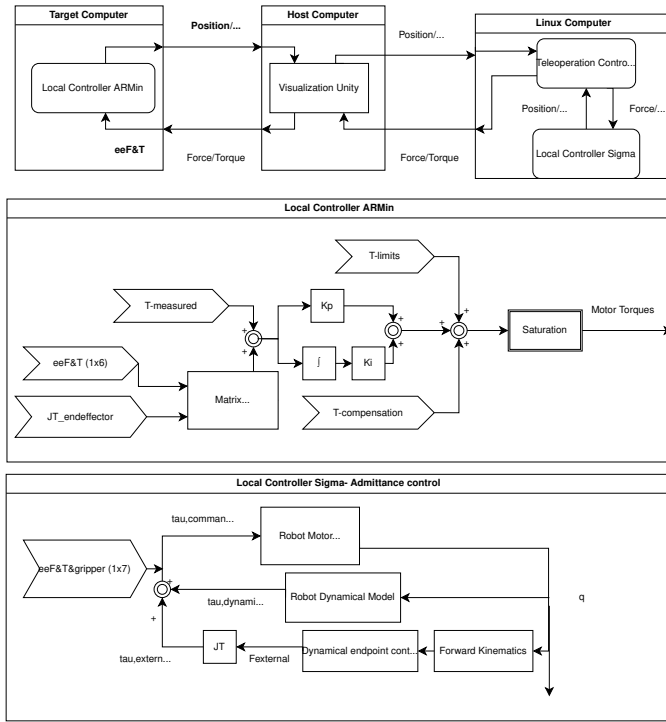 Target Computer
Host Computer
Linux Computer
Position/...
Position/...
Local Controller ARMin
Visualization Unity
Teleoperation Contro...
Position/...
Force/...
eeF&T
Force/Torque
Force/Torque
Local Controller Sigma
Local Controller ARMin
T-limits
T-measured
Kp
+
+
+
+
+
Motor Torques
Saturation
eeF&T (1x6)
+
∫
Ki
+
+
Matrix...
JT_endeffector
T-compensation
Local Controller Sigma- Admittance control
tau,comman...
Robot Motor...
eeF&T&gripper (1x7)
+
Robot Dynamical Model
tau,dynami...
q
+
JT
Dynamical endpoint cont...
Forward Kinematics
tau,extern...
Fexternal